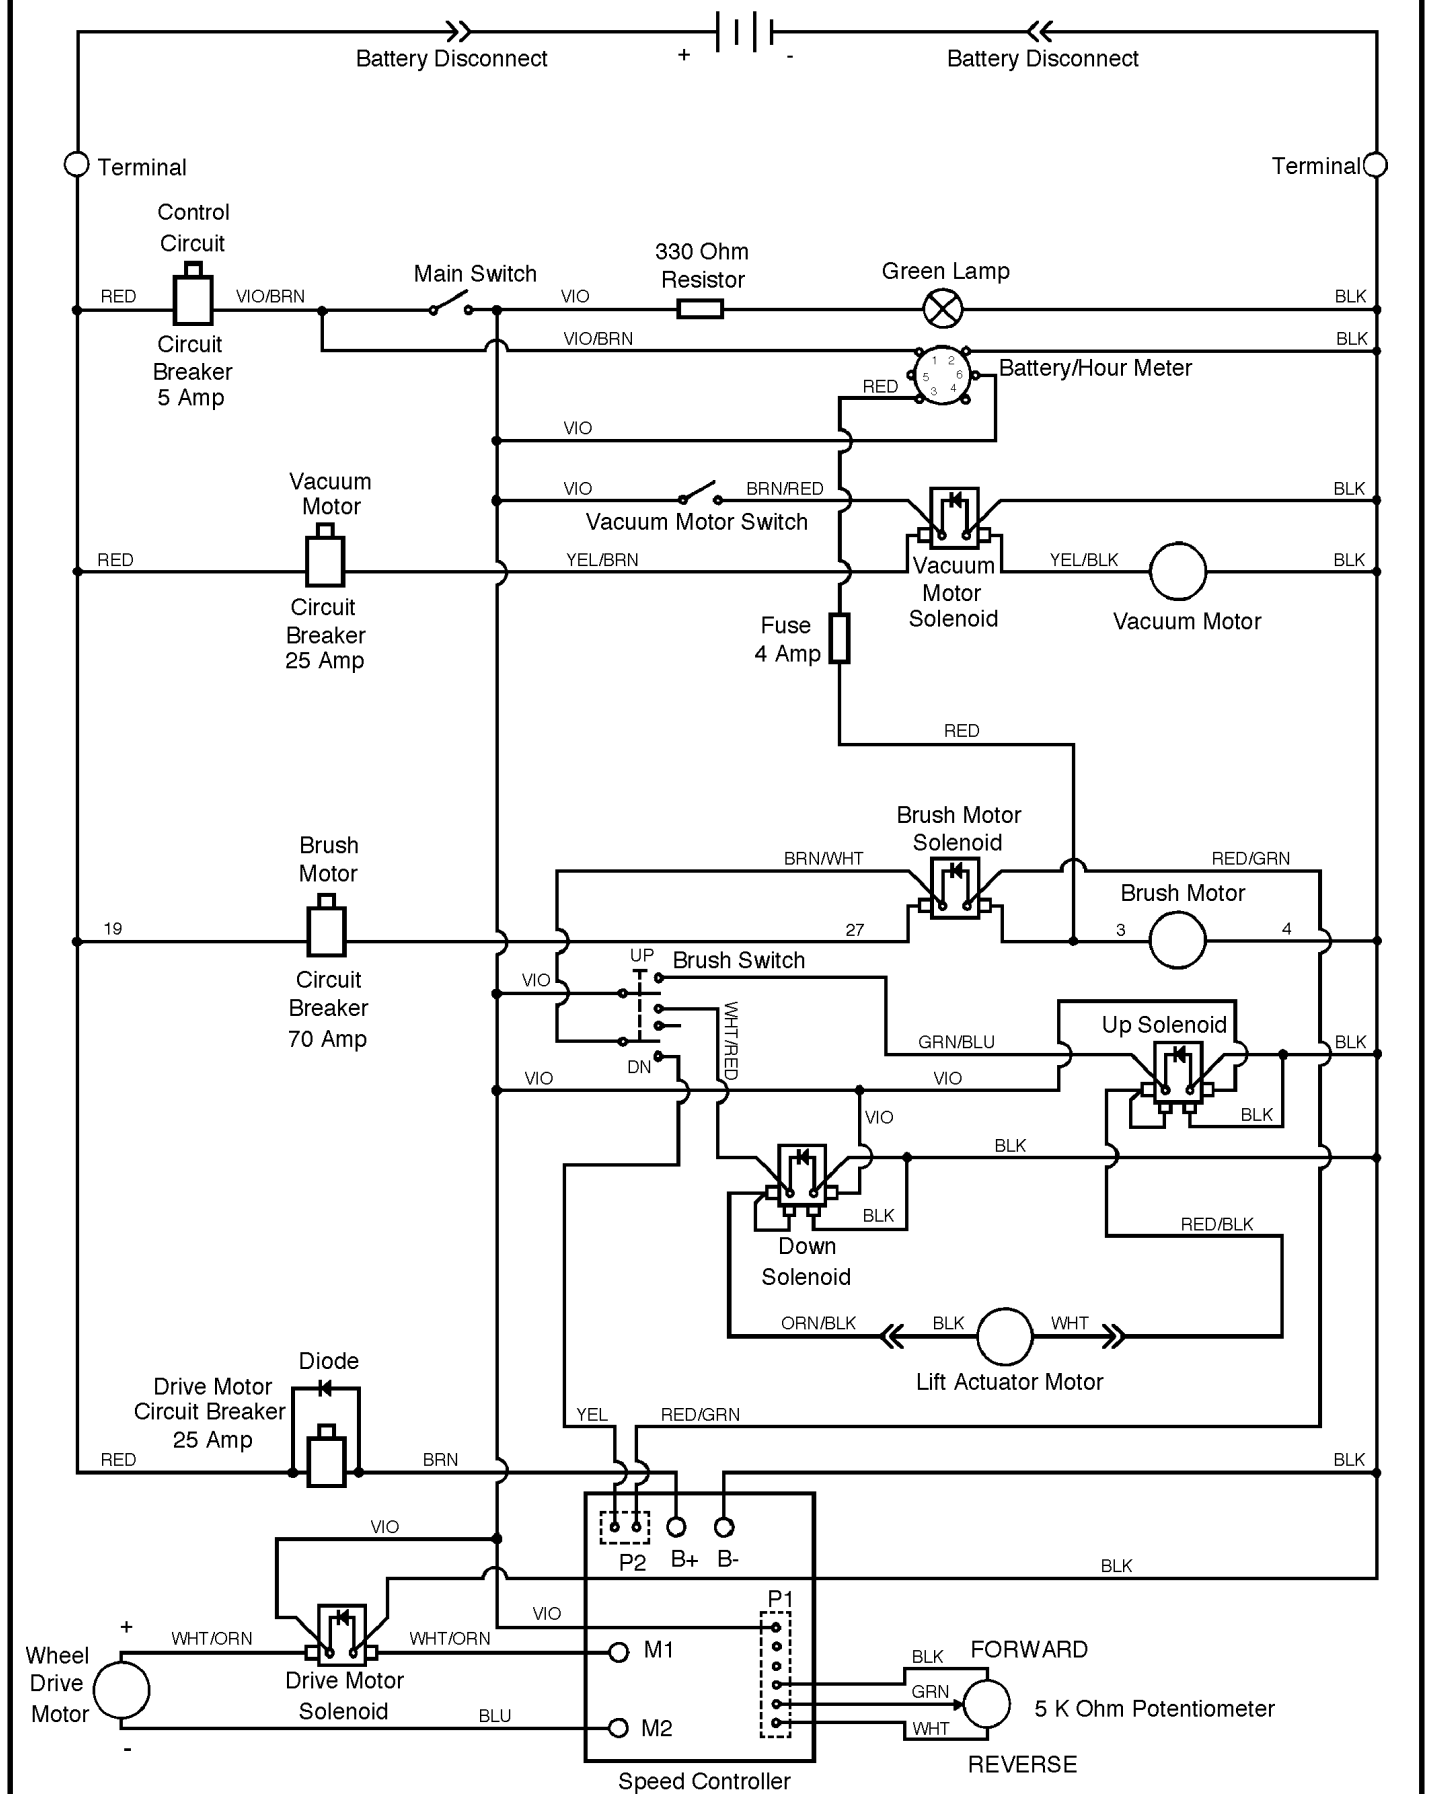 Battery Disconnect
+
-
Battery Disconnect
Terminal
Terminal
Control
Circuit
RED
VIO/BRN
Circuit
Breaker
5 Amp
Main Switch
VIO
330 Ohm
Resistor
Green Lamp
BLK
VIO/BRN
1 2
5 6
3 4
BLK
Battery/Hour Meter
RED
VIO
Vacuum
Motor
VIO
BRN/RED
Vacuum Motor Switch
BLK
RED
YEL/BRN
Vacuum
Motor
Solenoid
YEL/BLK
BLK
Vacuum Motor
Circuit
Breaker
25 Amp
Fuse
4 Amp
RED
Brush Motor
Solenoid
Brush
Motor
BRN/WHT
RED/GRN
Brush Motor
19
27
3
4
Circuit
Breaker
70 Amp
UP
Brush Switch
VIO
WHT/RED
DN
GRN/BLU
Up Solenoid
BLK
VIO
VIO
VIO
BLK
BLK
BLK
Down
Solenoid
RED/BLK
ORN/BLK
BLK
WHT
Lift Actuator Motor
Diode
Drive Motor
Circuit Breaker
25 Amp
YEL
RED/GRN
RED
BRN
BLK
VIO
P2
B+
B-
BLK
P1
VIO
+
Wheel
Drive
Motor
-
WHT/ORN
WHT/ORN
M1
Drive Motor
Solenoid
BLU
M2
BLK
FORWARD
GRN
5 K Ohm Potentiometer
WHT
REVERSE
Speed Controller